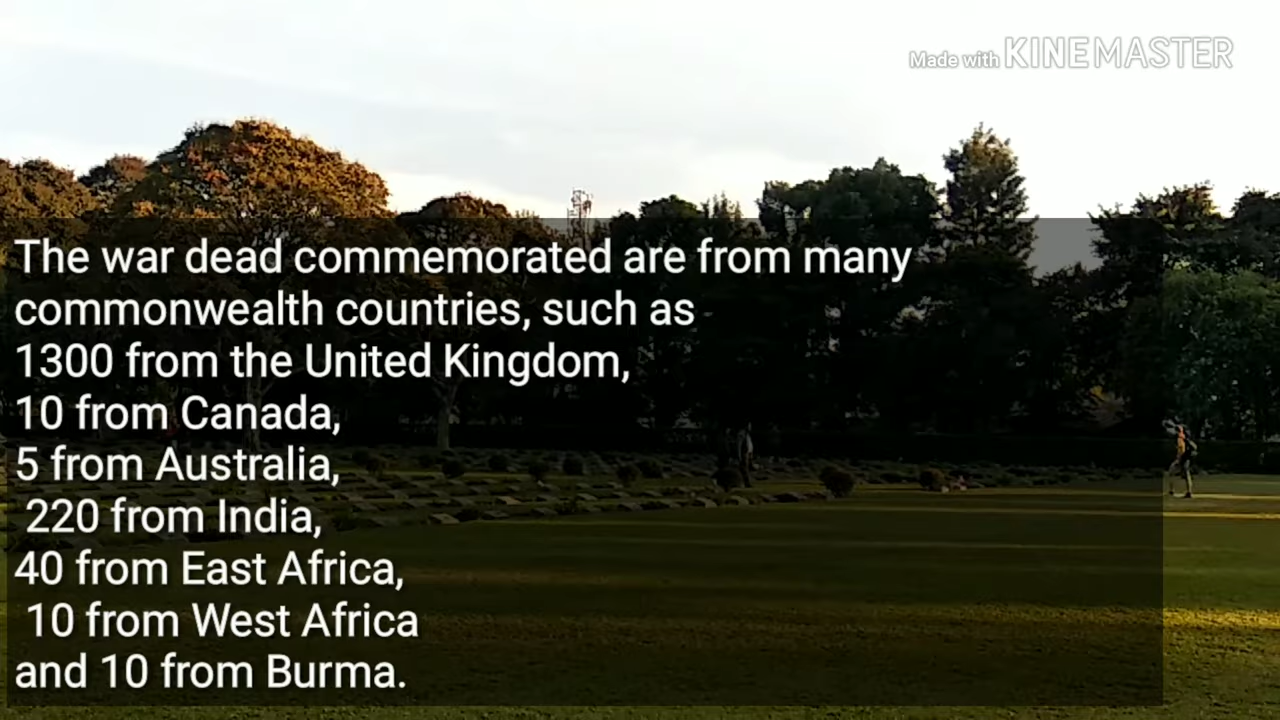 Made with KINEMASTER
The war dead commemorated are from many
commonwealth countries, such as
1300 from the United Kingdom,
10 from Canada,
5 from Australia,
220 from India,
40 from East Africa,
10 from West Africa
and 10 from Burma.